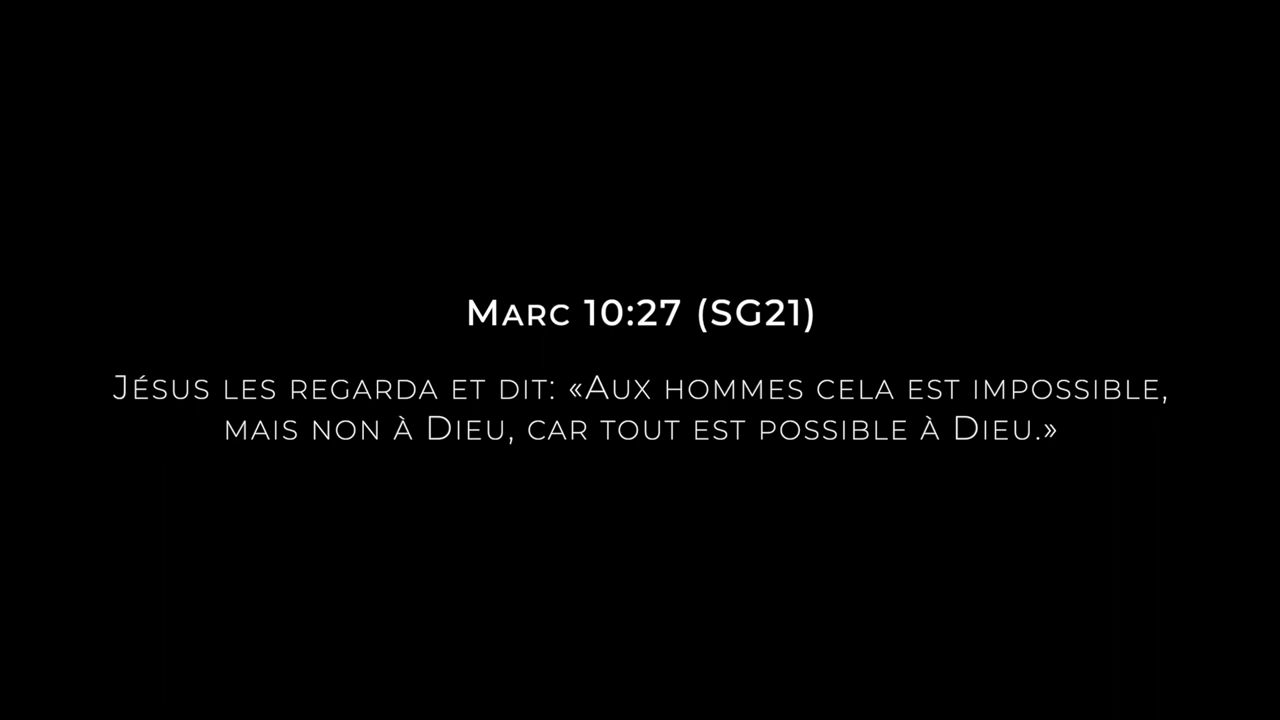 Marc 10:27 (SG21)
Jésus les regarda et dit: «Aux hommes cela est impossible,
mais non à Dieu, car tout est possible à Dieu.»